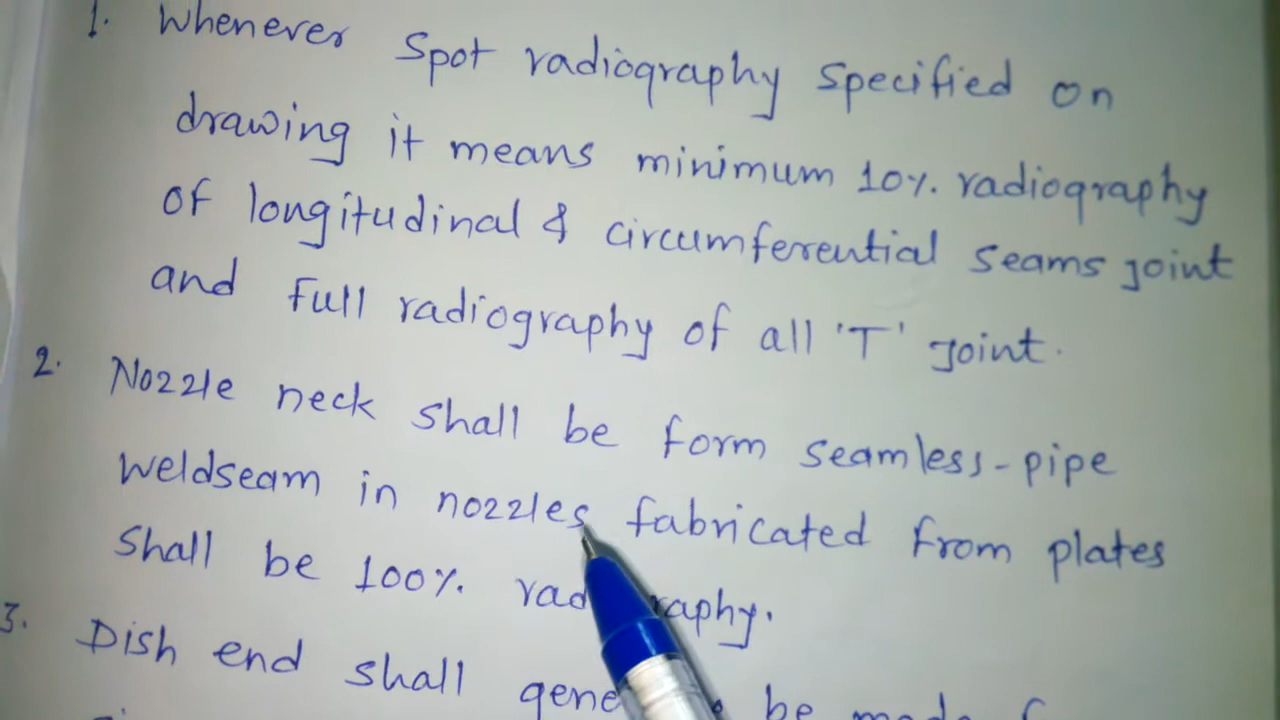 1. Whenever Spot radiography specified on
drawing it means minimum 10%. radiography
of longitudinal & circumferential seams joint
and Full radiography of all 'T' joint.
2. Nozzle neck shall be form seamless-pipe
weldseam in nozzles fabricated from plates
shall be 100%.
3. Dish end shall be made